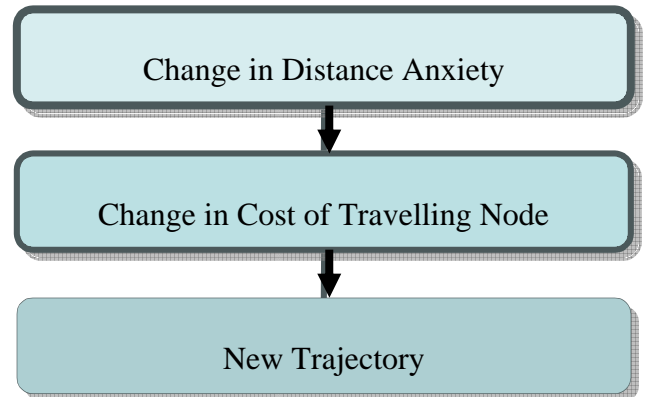 Change in Distance Anxiety
Change in Cost of Travelling Node
New Trajectory